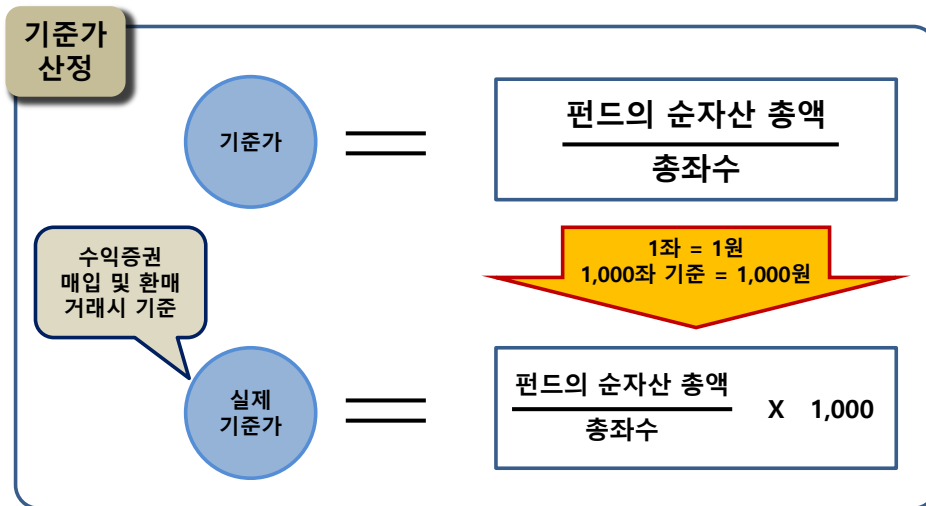 기준가
산정
기준가
펀드의 순자산 총액
총좌수
수익증권
매입 및 환매
거래시 기준
1좌 = 1원
1,000좌 기준 = 1,000원
실제
기준가
펀드의 순자산 총액
총좌수
X 1,000